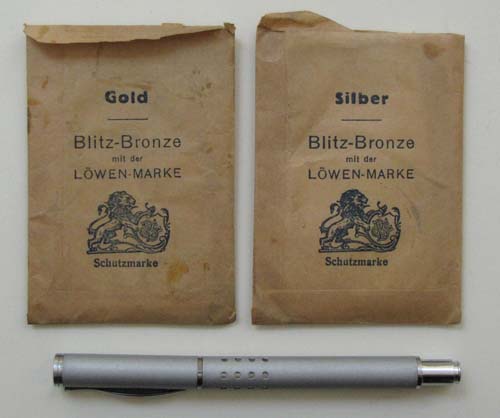 Gold
Blitz-Bronze
mit der
LÖWEN-MARKE
Schutzmarke
Silber
Blitz-Bronze
mit der
LÖWEN-MARKE
Schutzmarke